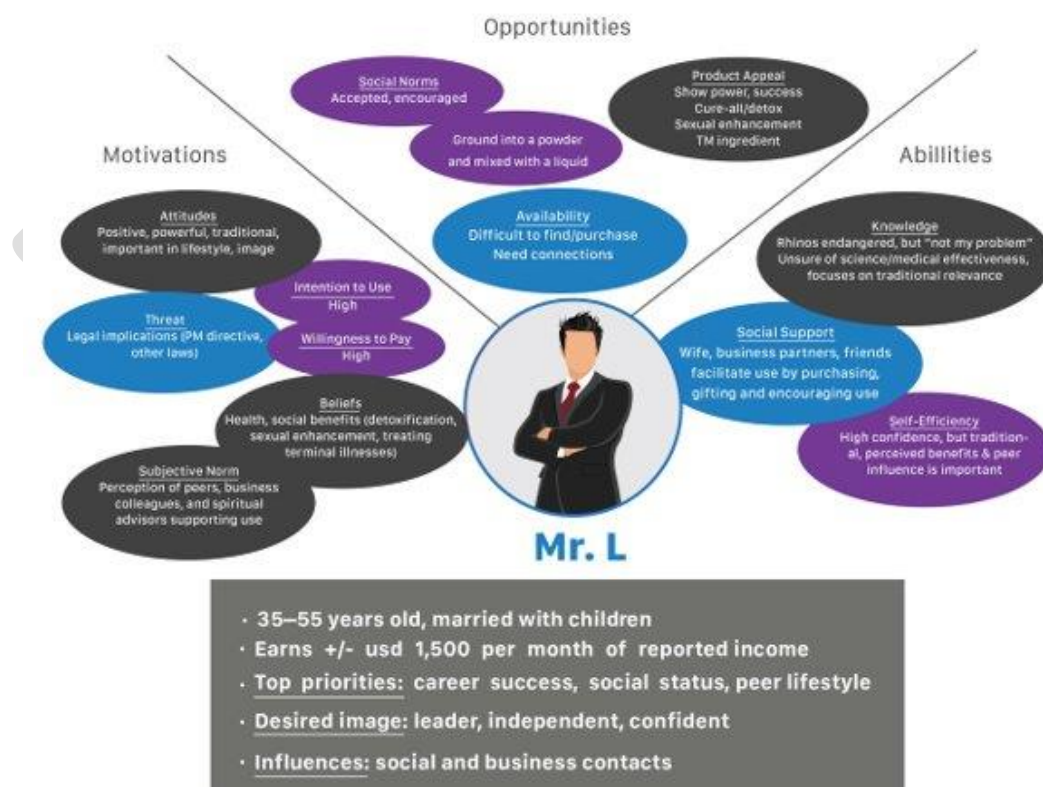 Opportunities
Social Norms
Accepted, encouraged
Ground into a powder
and mixed with a liquid
Product Appeal
Show power, success
Cure-all/detox
Sexual enhancement
TM ingredient
Availability
Difficult to find/purchase
Need connections
Motivations
Attitudes
Positive, powerful, traditional,
important in lifestyle, image
Intention to Use
High
Threat
Legal implications (PM directive,
other laws)
Willingness to Pay
High
Beliefs
Health, social benefits (detoxification,
sexual enhancement, treating
terminal illnesses)
Subjective Norm
Perception of peers, business
colleagues, and spiritual
advisors supporting use
Abillities
Knowledge
Rhinos endangered, but "not my problem"
Unsure of science/medical effectiveness,
focuses on traditional relevance
Social Support
Wife, business partners, friends
facilitate use by purchasing,
gifting and encouraging use
Self-Efficiency
High confidence, but tradition-
al, perceived benefits & peer
influence is important
Mr. L
· 35–55 years old, married with children
· Earns +/- usd 1,500 per month of reported income
· Top priorities: career success, social status, peer lifestyle
· Desired image: leader, independent, confident
· Influences: social and business contacts